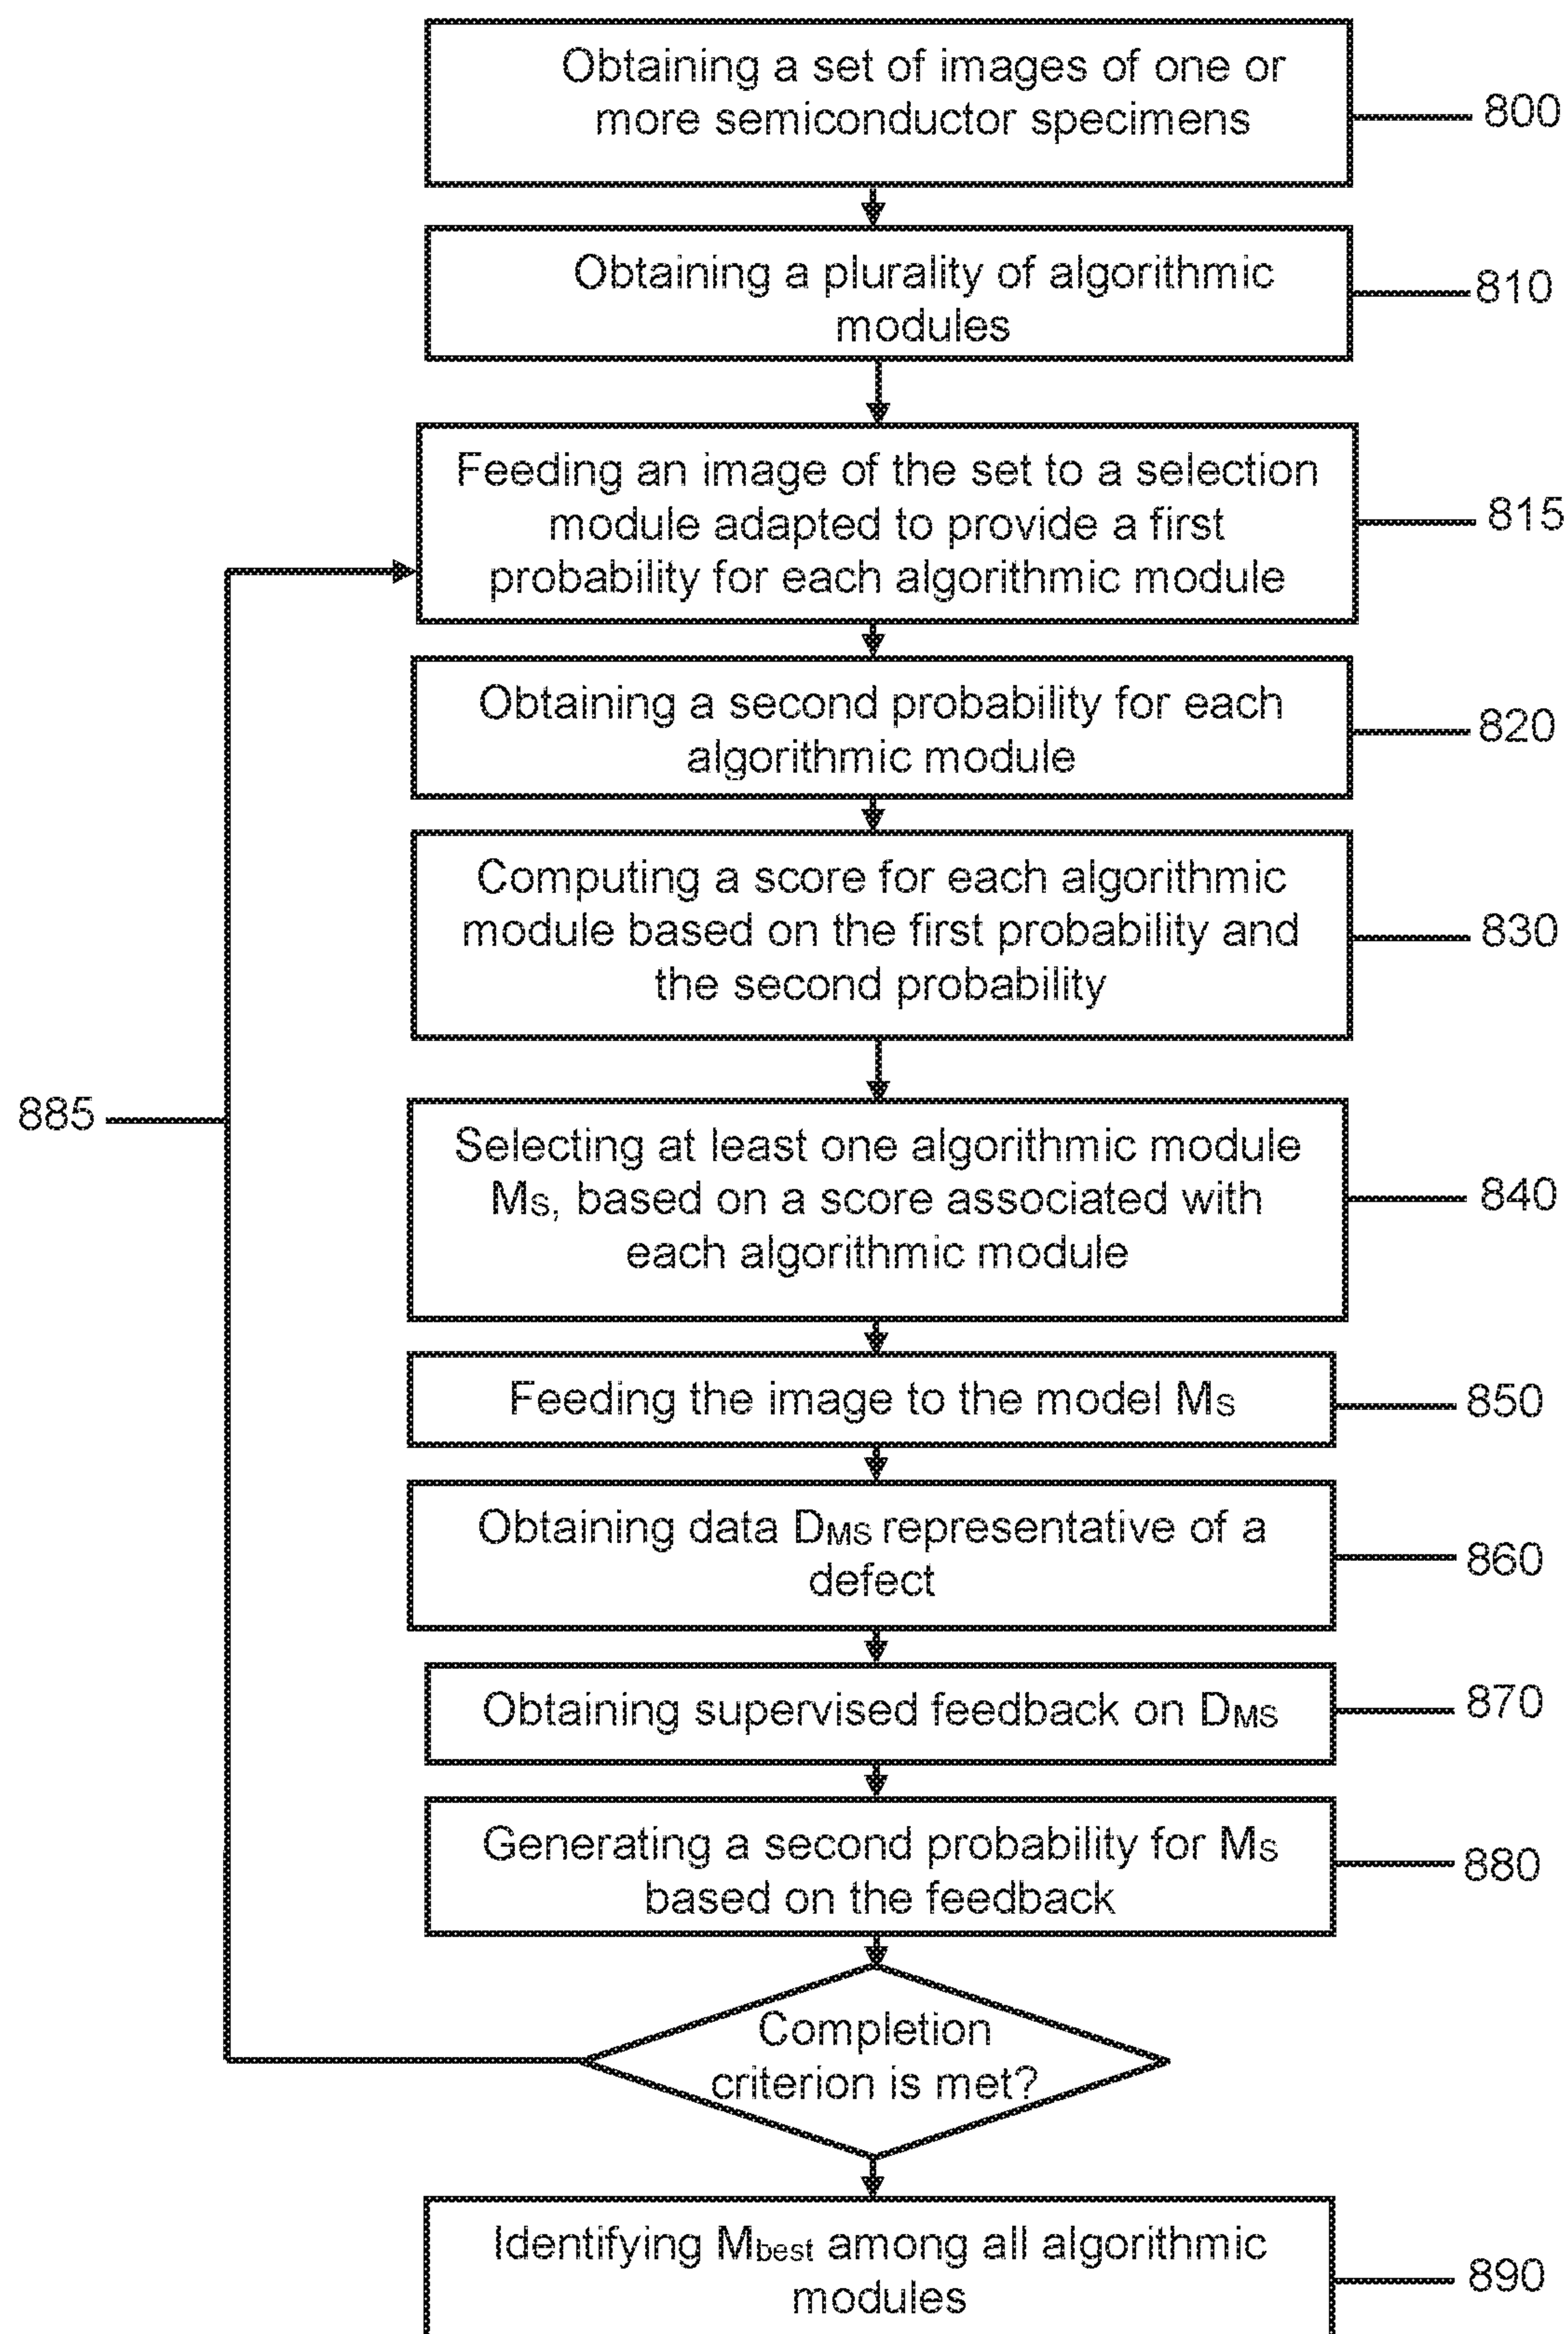 Obtaining a set of images of one or
more semiconductor specimens
800
Obtaining a plurality of algorithmic
modules
810
Feeding an image of the set to a selection
module adapted to provide a first
probability for each algorithmic module
815
Obtaining a second probability for each
algorithmic module
820
Computing a score for each algorithmic
module based on the first probability and
the second probability
830
885
Selecting at least one algorithmic module
MS, based on a score associated with
each algorithmic module
840
Feeding the image to the model MS
850
Obtaining data DMS representative of a
defect
860
Obtaining supervised feedback on DMS
870
Generating a second probability for MS
based on the feedback
880
Completion
criterion is met?
Identifying Mbest among all algorithmic
modules
890